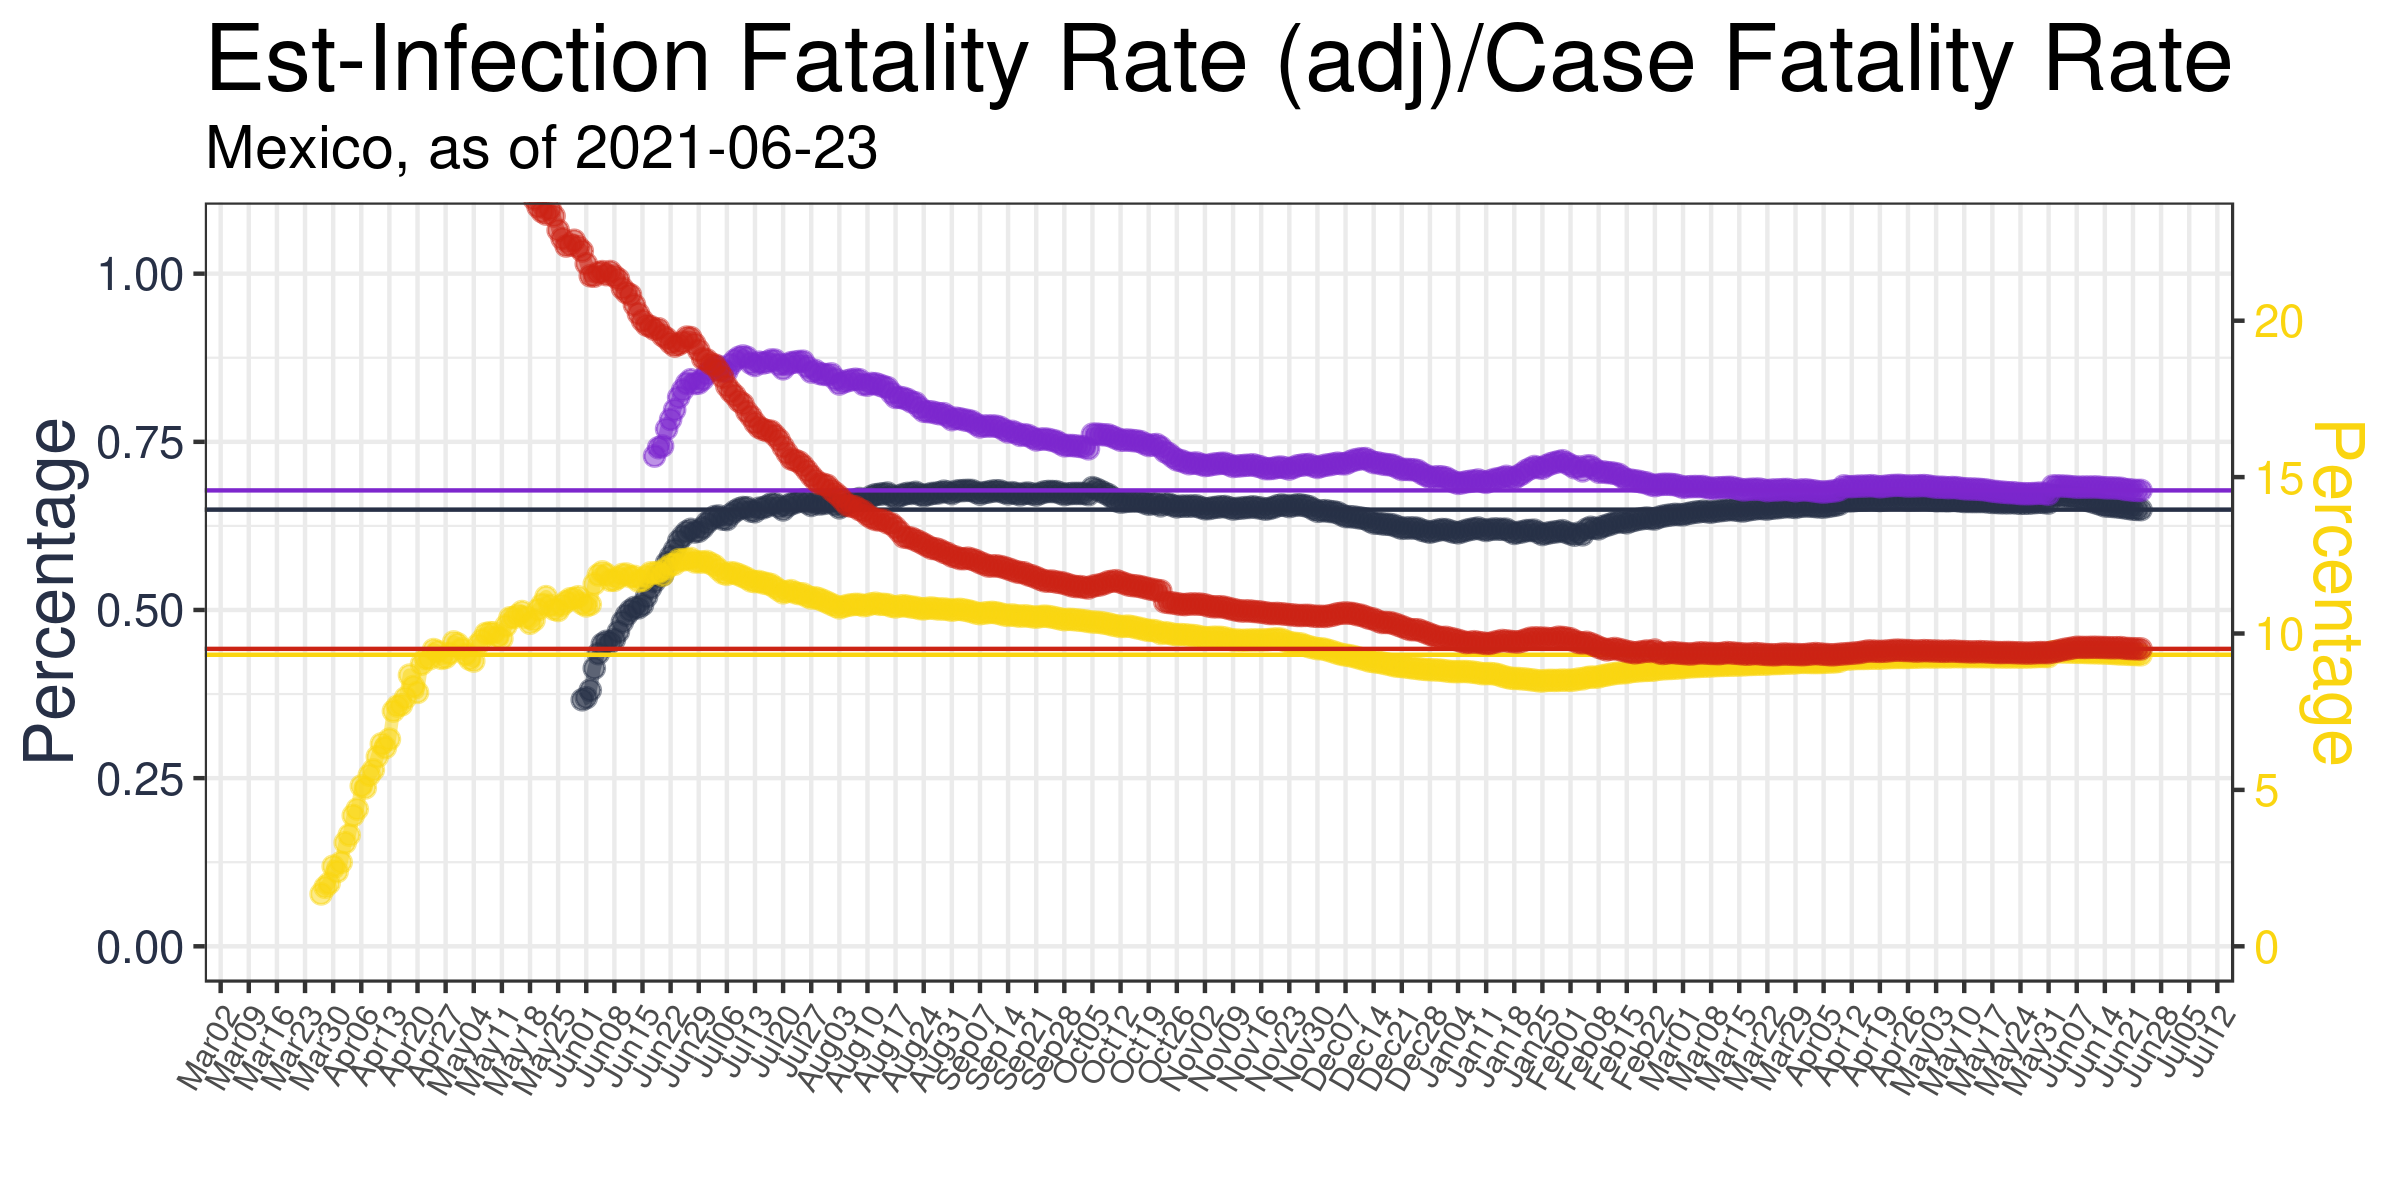 Est-Infection Fatality Rate (adj)/Case Fatality Rate
Mexico, as of 2021-06-23
Percentage
1.00
0.75
0.50
0.25
0.00
20
15
10
5
0
Percentage
Mar02
Mar09
Mar16
Mar23
Mar30
Apr06
Apr13
Apr20
Apr27
May04
May11
May18
May25
Jun01
Jun08
Jun15
Jun22
Jun29
Jul06
Jul13
Jul20
Jul27
Aug03
Aug10
Aug17
Aug24
Aug31
Sep07
Sep14
Sep21
Sep28
Oct05
Oct12
Oct19
Oct26
Nov02
Nov09
Nov16
Nov23
Nov30
Dec07
Dec14
Dec21
Dec28
Jan04
Jan11
Jan18
Jan25
Feb01
Feb08
Feb15
Feb22
Mar01
Mar08
Mar15
Mar22
Mar29
Apr05
Apr12
Apr19
Apr26
May03
May10
May17
May24
May31
Jun07
Jun14
Jun21
Jun28
Jul05
Jul12